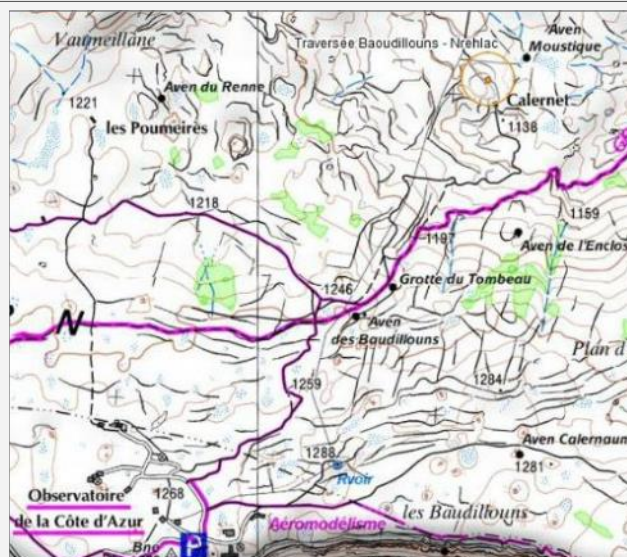 Vaumeillane
Traversée Baoudillouns - Nrehlac
Aven
Moustique
Aven du Renne
1221
les Poumeires
Calernet
1138
1218
1159
1197
Aven de l'Enclos
1246
Grotte du Tombeau
N
Aven
des Baudillouns
Plan d'
1259
1284
Aven Calernaum
1288
1281
Rvoir
1268
Observatoire
de la Côte d'Azur
les Baudillouns
Aéromodélisme
Bne
P